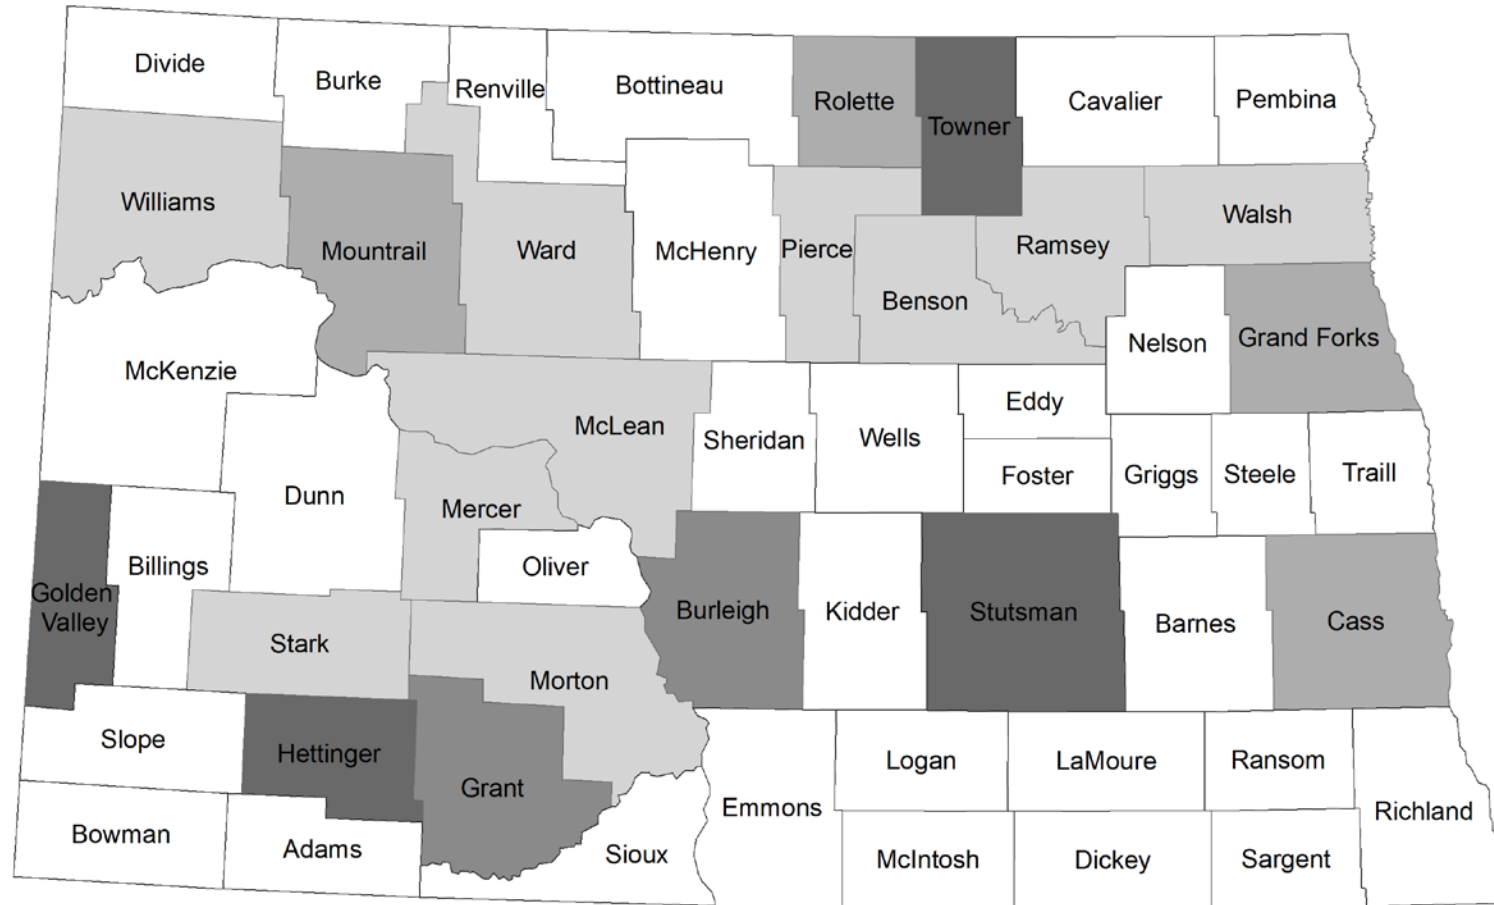 Divide
Burke
Renville
Bottineau
Rolette
Towner
Cavalier
Pembina
Williams
Mountrail
Ward
McHenry
Pierce
Benson
Ramsey
Walsh
McKenzie
Nelson
Grand Forks
McLean
Sheridan
Wells
Eddy
Foster
Griggs
Steele
Traill
Dunn
Mercer
Billings
Oliver
Golden
Valley
Stark
Morton
Burleigh
Kidder
Stutsman
Barnes
Cass
Slope
Hettinger
Grant
Emmons
Logan
LaMoure
Ransom
Richland
Bowman
Adams
Sioux
McIntosh
Dickey
Sargent